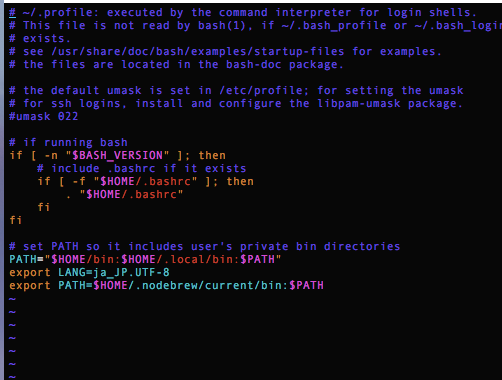 # ~/.profile: executed by the command interpreter for login shells.
# This file is not read by bash(1), if ~/.bash_profile or ~/.bash_login
# exists.
# see /usr/share/doc/bash/examples/startup-files for examples.
# the files are located in the bash-doc package.
# the default umask is set in /etc/profile; for setting the umask
# for ssh logins, install and configure the libpam-umask package.
#umask 022
# if running bash
if [ -n "$BASH_VERSION" ]; then
    # include .bashrc if it exists
    if [ -f "$HOME/.bashrc" ]; then
        . "$HOME/.bashrc"
    fi
fi
# set PATH so it includes user's private bin directories
PATH="$HOME/bin:$HOME/.local/bin:$PATH"
export LANG=ja_JP.UTF-8
export PATH=$HOME/.nodebrew/current/bin:$PATH
~
~
~
~
~
~
~